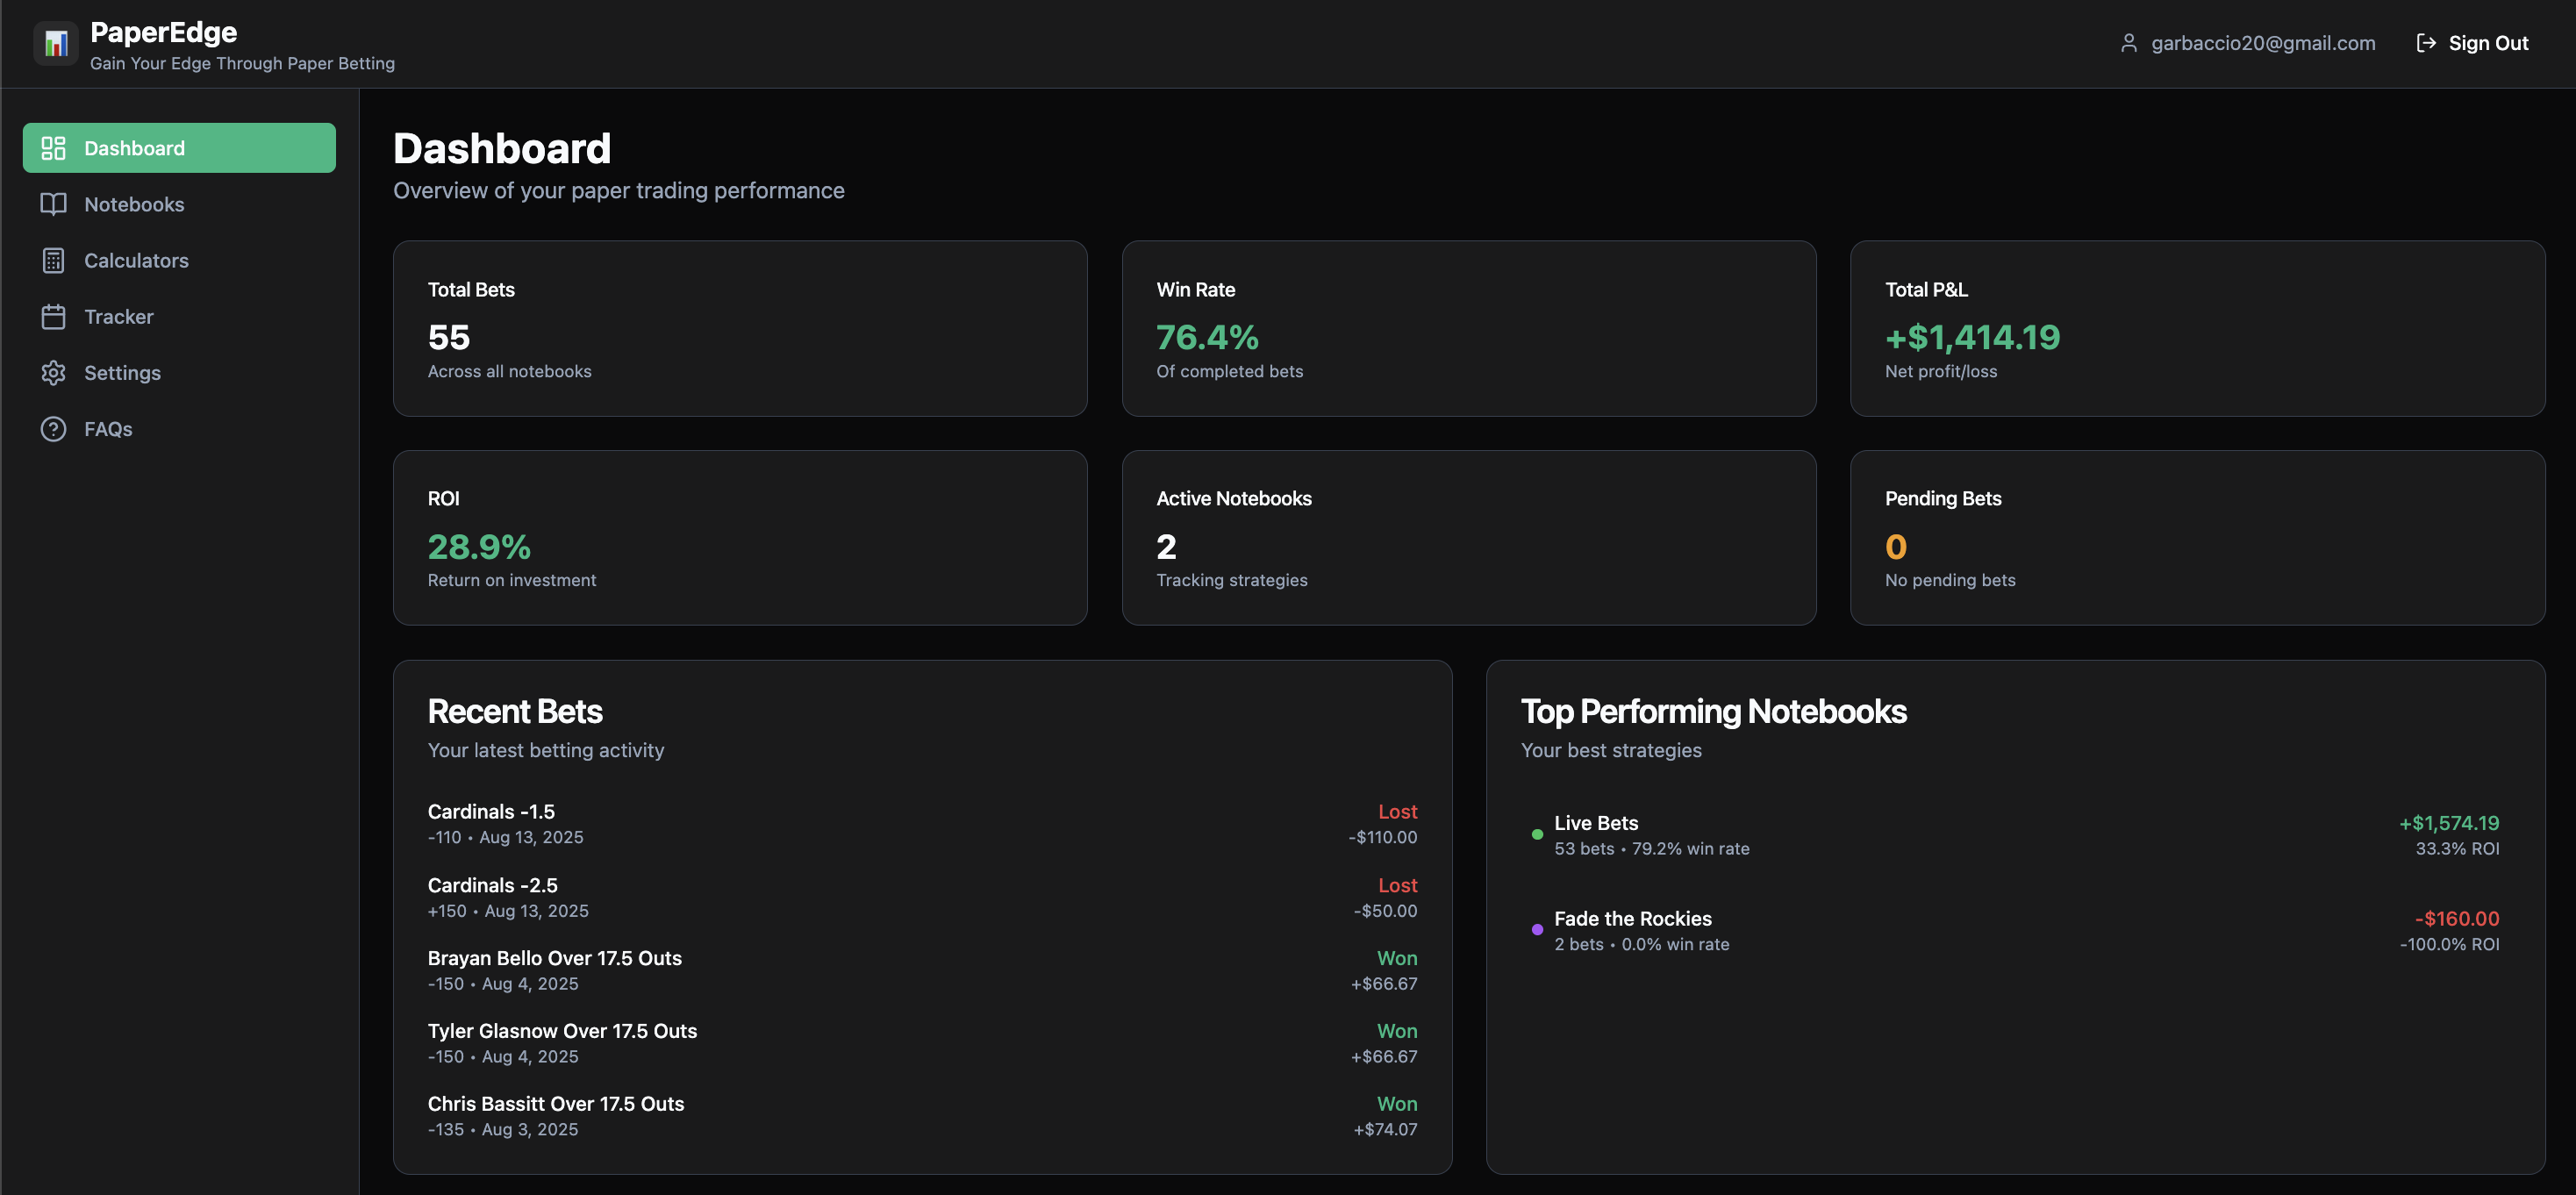 PaperEdge
Gain Your Edge Through Paper Betting
garbaccio20@gmail.com
Sign Out
Dashboard
Notebooks
Calculators
Tracker
Settings
FAQs
Dashboard
Overview of your paper trading performance
Total Bets
55
Across all notebooks
Win Rate
76.4%
Of completed bets
Total P&L
+$1,414.19
Net profit/loss
ROI
28.9%
Return on investment
Active Notebooks
2
Tracking strategies
Pending Bets
0
No pending bets
Recent Bets
Your latest betting activity
Cardinals -1.5 Lost
-110 • Aug 13, 2025 -$110.00
Cardinals -2.5 Lost
+150 • Aug 13, 2025 -$50.00
Brayan Bello Over 17.5 Outs Won
-150 • Aug 4, 2025 +$66.67
Tyler Glasnow Over 17.5 Outs Won
-150 • Aug 4, 2025 +$66.67
Chris Bassitt Over 17.5 Outs Won
-135 • Aug 3, 2025 +$74.07
Top Performing Notebooks
Your best strategies
Live Bets +$1,574.19
53 bets • 79.2% win rate 33.3% ROI
Fade the Rockies -$160.00
2 bets • 0.0% win rate -100.0% ROI